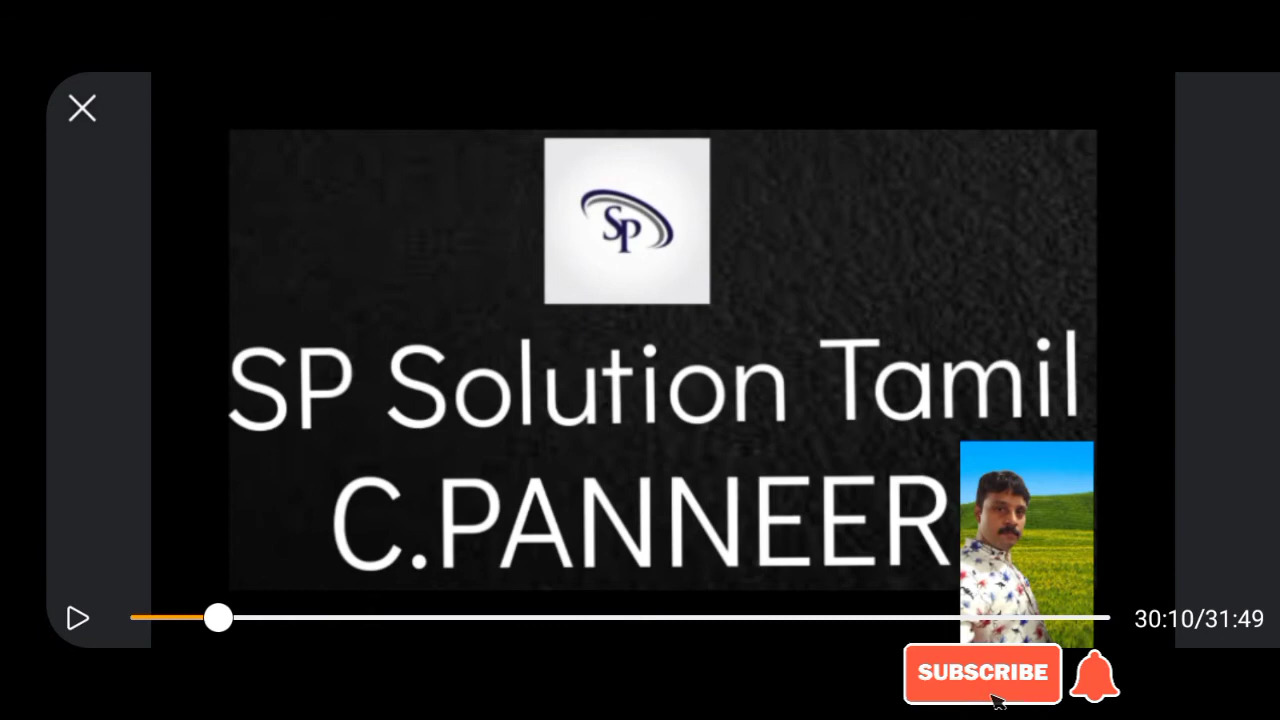 SP
SP Solution Tamil
C.PANNEER
30:10/31:49
SUBSCRIBE